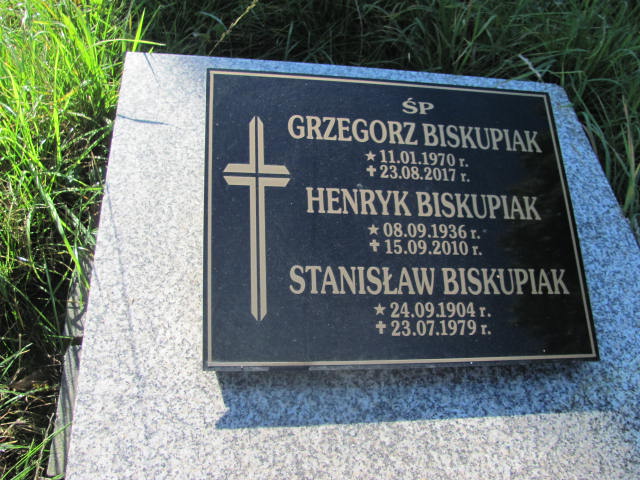 ŚP
GRZEGORZ BISKUPIAK
★ 11.01.1970 r.
✝ 23.08.2017 r.
HENRYK BISKUPIAK
★ 08.09.1936 r.
✝ 15.09.2010 r.
STANISŁAW BISKUPIAK
★ 24.09.1904 r.
✝ 23.07.1979 r.